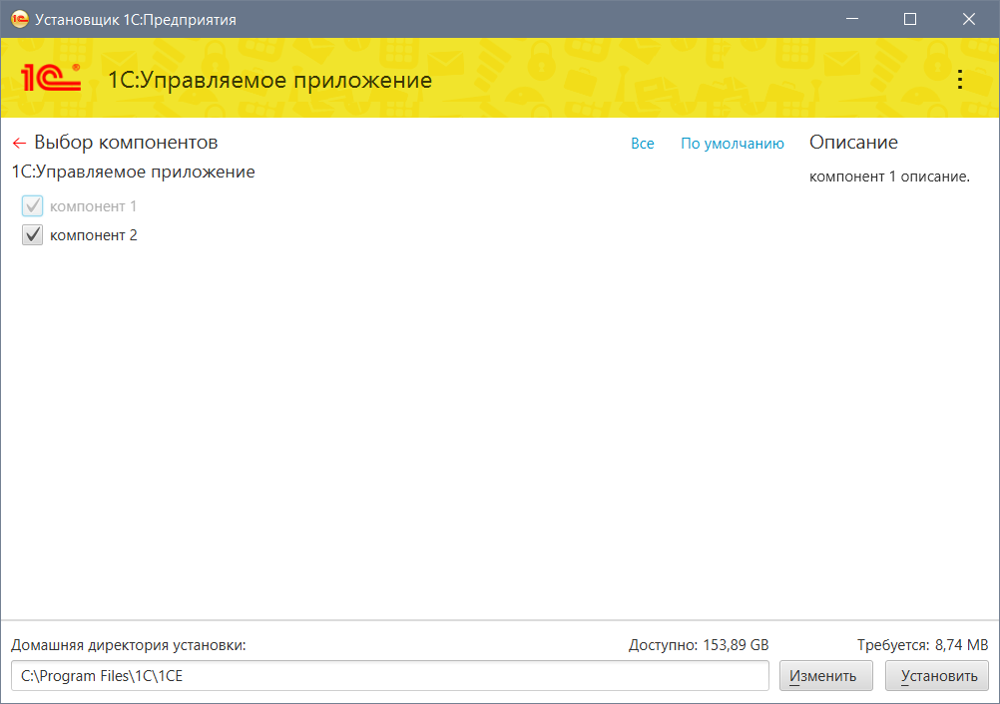 Установщик 1С:Предприятия
1С® 1С:Управляемое приложение
← Выбор компонентов Все По умолчанию Описание
1С:Управляемое приложение
компонент 1 описание.
компонент 1
компонент 2
Домашняя директория установки: Доступно: 153,89 GB Требуется: 8,74 MB
C:\Program Files\1C\1CE Изменить Установить